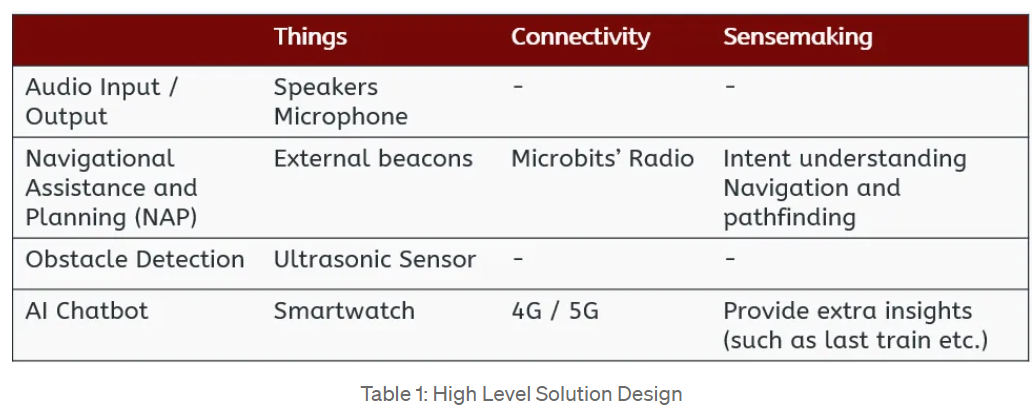 Things Connectivity Sensemaking
Audio Input / Speakers - -
Output Microphone
Navigational External beacons Microbits’ Radio Intent understanding
Assistance and Navigation and
Planning (NAP) pathfinding
Obstacle Detection Ultrasonic Sensor - -
AI Chatbot Smartwatch 4G / 5G Provide extra insights
(such as last train etc.)
Table 1: High Level Solution Design